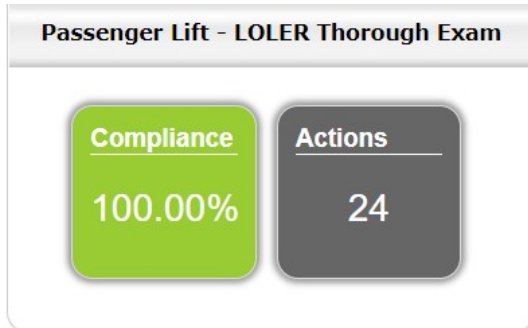 Passenger Lift - LOLER Thorough Exam
Compliance
100.00%
Actions
24